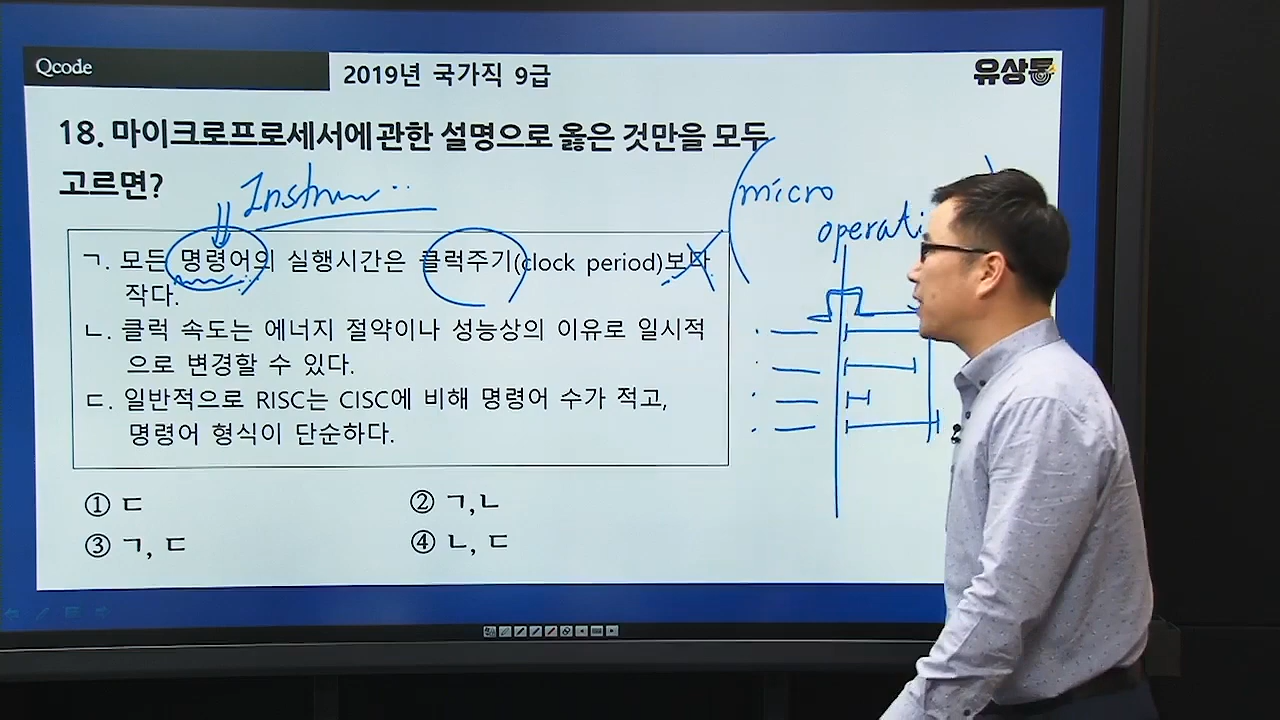 Qcode
2019년 국가직 9급
유상통
18. 마이크로프로세서에 관한 설명으로 옳은 것만을 모두
고르면?
micro
ㄱ. 모든 명령어의 실행시간은 클럭주기(clock period)보다
작다.
ㄴ. 클럭 속도는 에너지 절약이나 성능상의 이유로 일시적
으로 변경할 수 있다.
ㄷ. 일반적으로 RISC는 CISC에 비해 명령어 수가 적고,
명령어 형식이 단순하다.
① ㄷ
② ㄱ,ㄴ
③ ㄱ, ㄷ
④ ㄴ, ㄷ